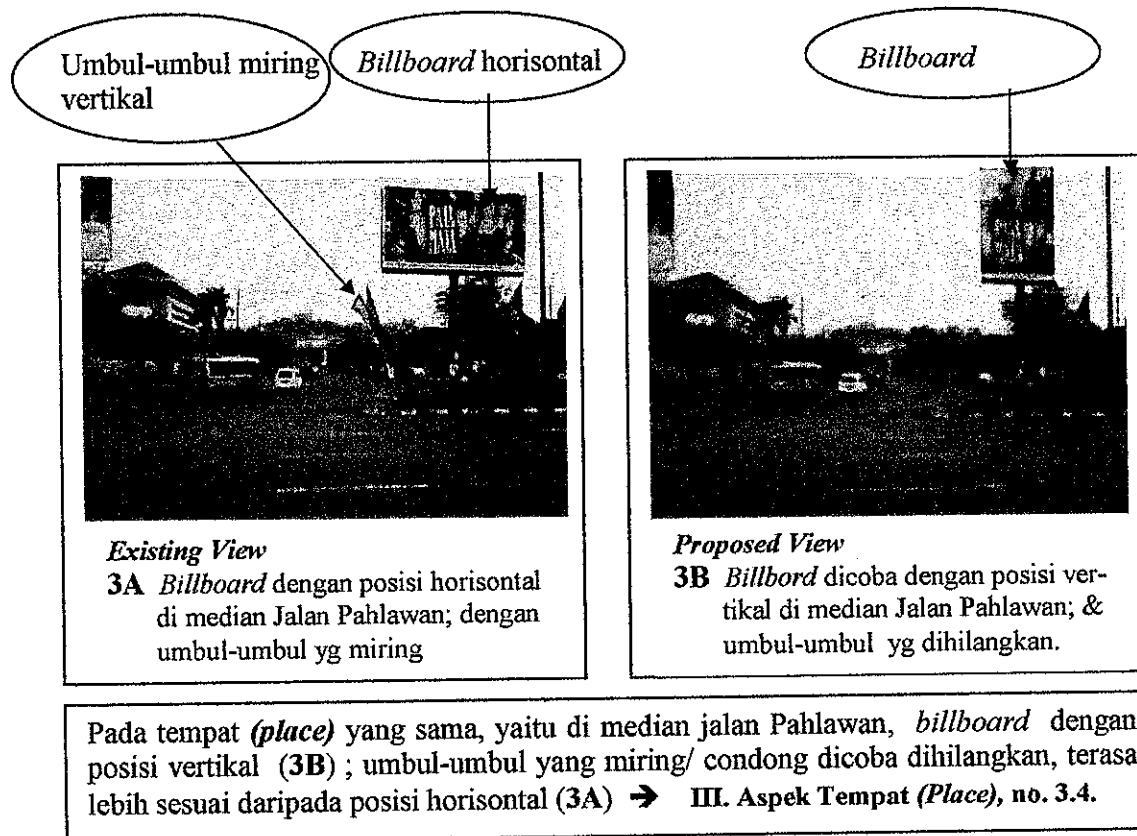 Umbul-umbul miring
vertikal
Billboard horisontal
Billboard
PALL
MALL
Existing View
3A Billboard dengan posisi horisontal
di median Jalan Pahlawan; dengan
umbul-umbul yg miring
Proposed View
3B Billbord dicoba dengan posisi ver-
tikal di median Jalan Pahlawan; &
umbul-umbul yg dihilangkan.
Pada tempat (place) yang sama, yaitu di median jalan Pahlawan, billboard dengan
posisi vertikal (3B) ; umbul-umbul yang miring/ condong dicoba dihilangkan, terasa
lebih sesuai daripada posisi horisontal (3A) ➔ III. Aspek Tempat (Place), no. 3.4.